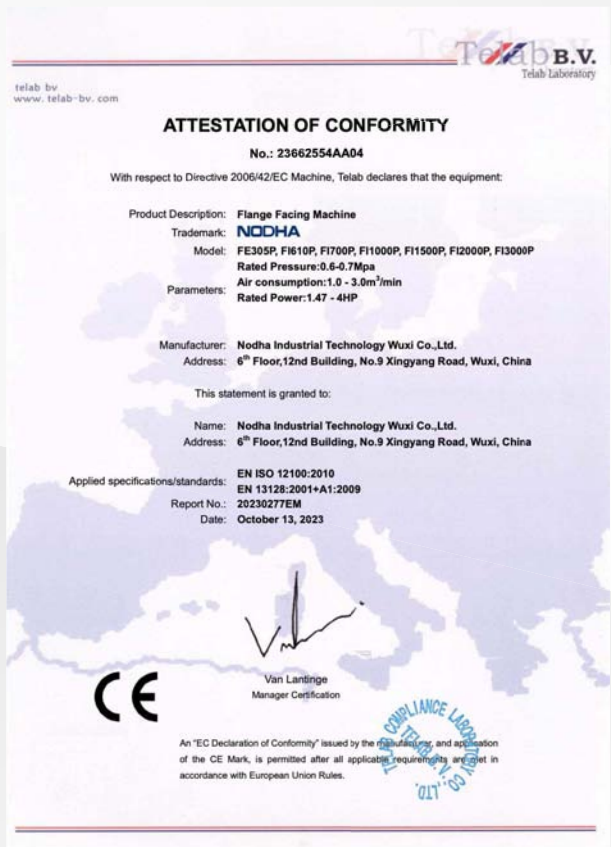 Telab B.V.
Telab Laboratory
telab bv
www.telab-bv.com
ATTESTATION OF CONFORMITY
No.: 23662554AA04
With respect to Directive 2006/42/EC Machine, Telab declares that the equipment:
Product Description: Flange Facing Machine
Trademark: NODHA
Model: FE305P, FI610P, FI700P, FI1000P, FI1500P, FI2000P, FI3000P
Rated Pressure:0.6-0.7Mpa
Parameters: Air consumption:1.0 - 3.0m³/min
Rated Power:1.47 - 4HP
Manufacturer: Nodha Industrial Technology Wuxi Co.,Ltd.
Address: 6th Floor,12nd Building, No.9 Xingyang Road, Wuxi, China
This statement is granted to:
Name: Nodha Industrial Technology Wuxi Co.,Ltd.
Address: 6th Floor,12nd Building, No.9 Xingyang Road, Wuxi, China
Applied specifications/standards: EN ISO 12100:2010
EN 13128:2001+A1:2009
Report No.: 20230277EM
Date: October 13, 2023
Van Lantinge
Manager Certification
CE
TELAB COMPLIANCE LABORATORY CO.,LTD.
TELAB B.V.
An "EC Declaration of Conformity" issued by the manufacturer, and application
of the CE Mark, is permitted after all applicable requirements are met in
accordance with European Union Rules.